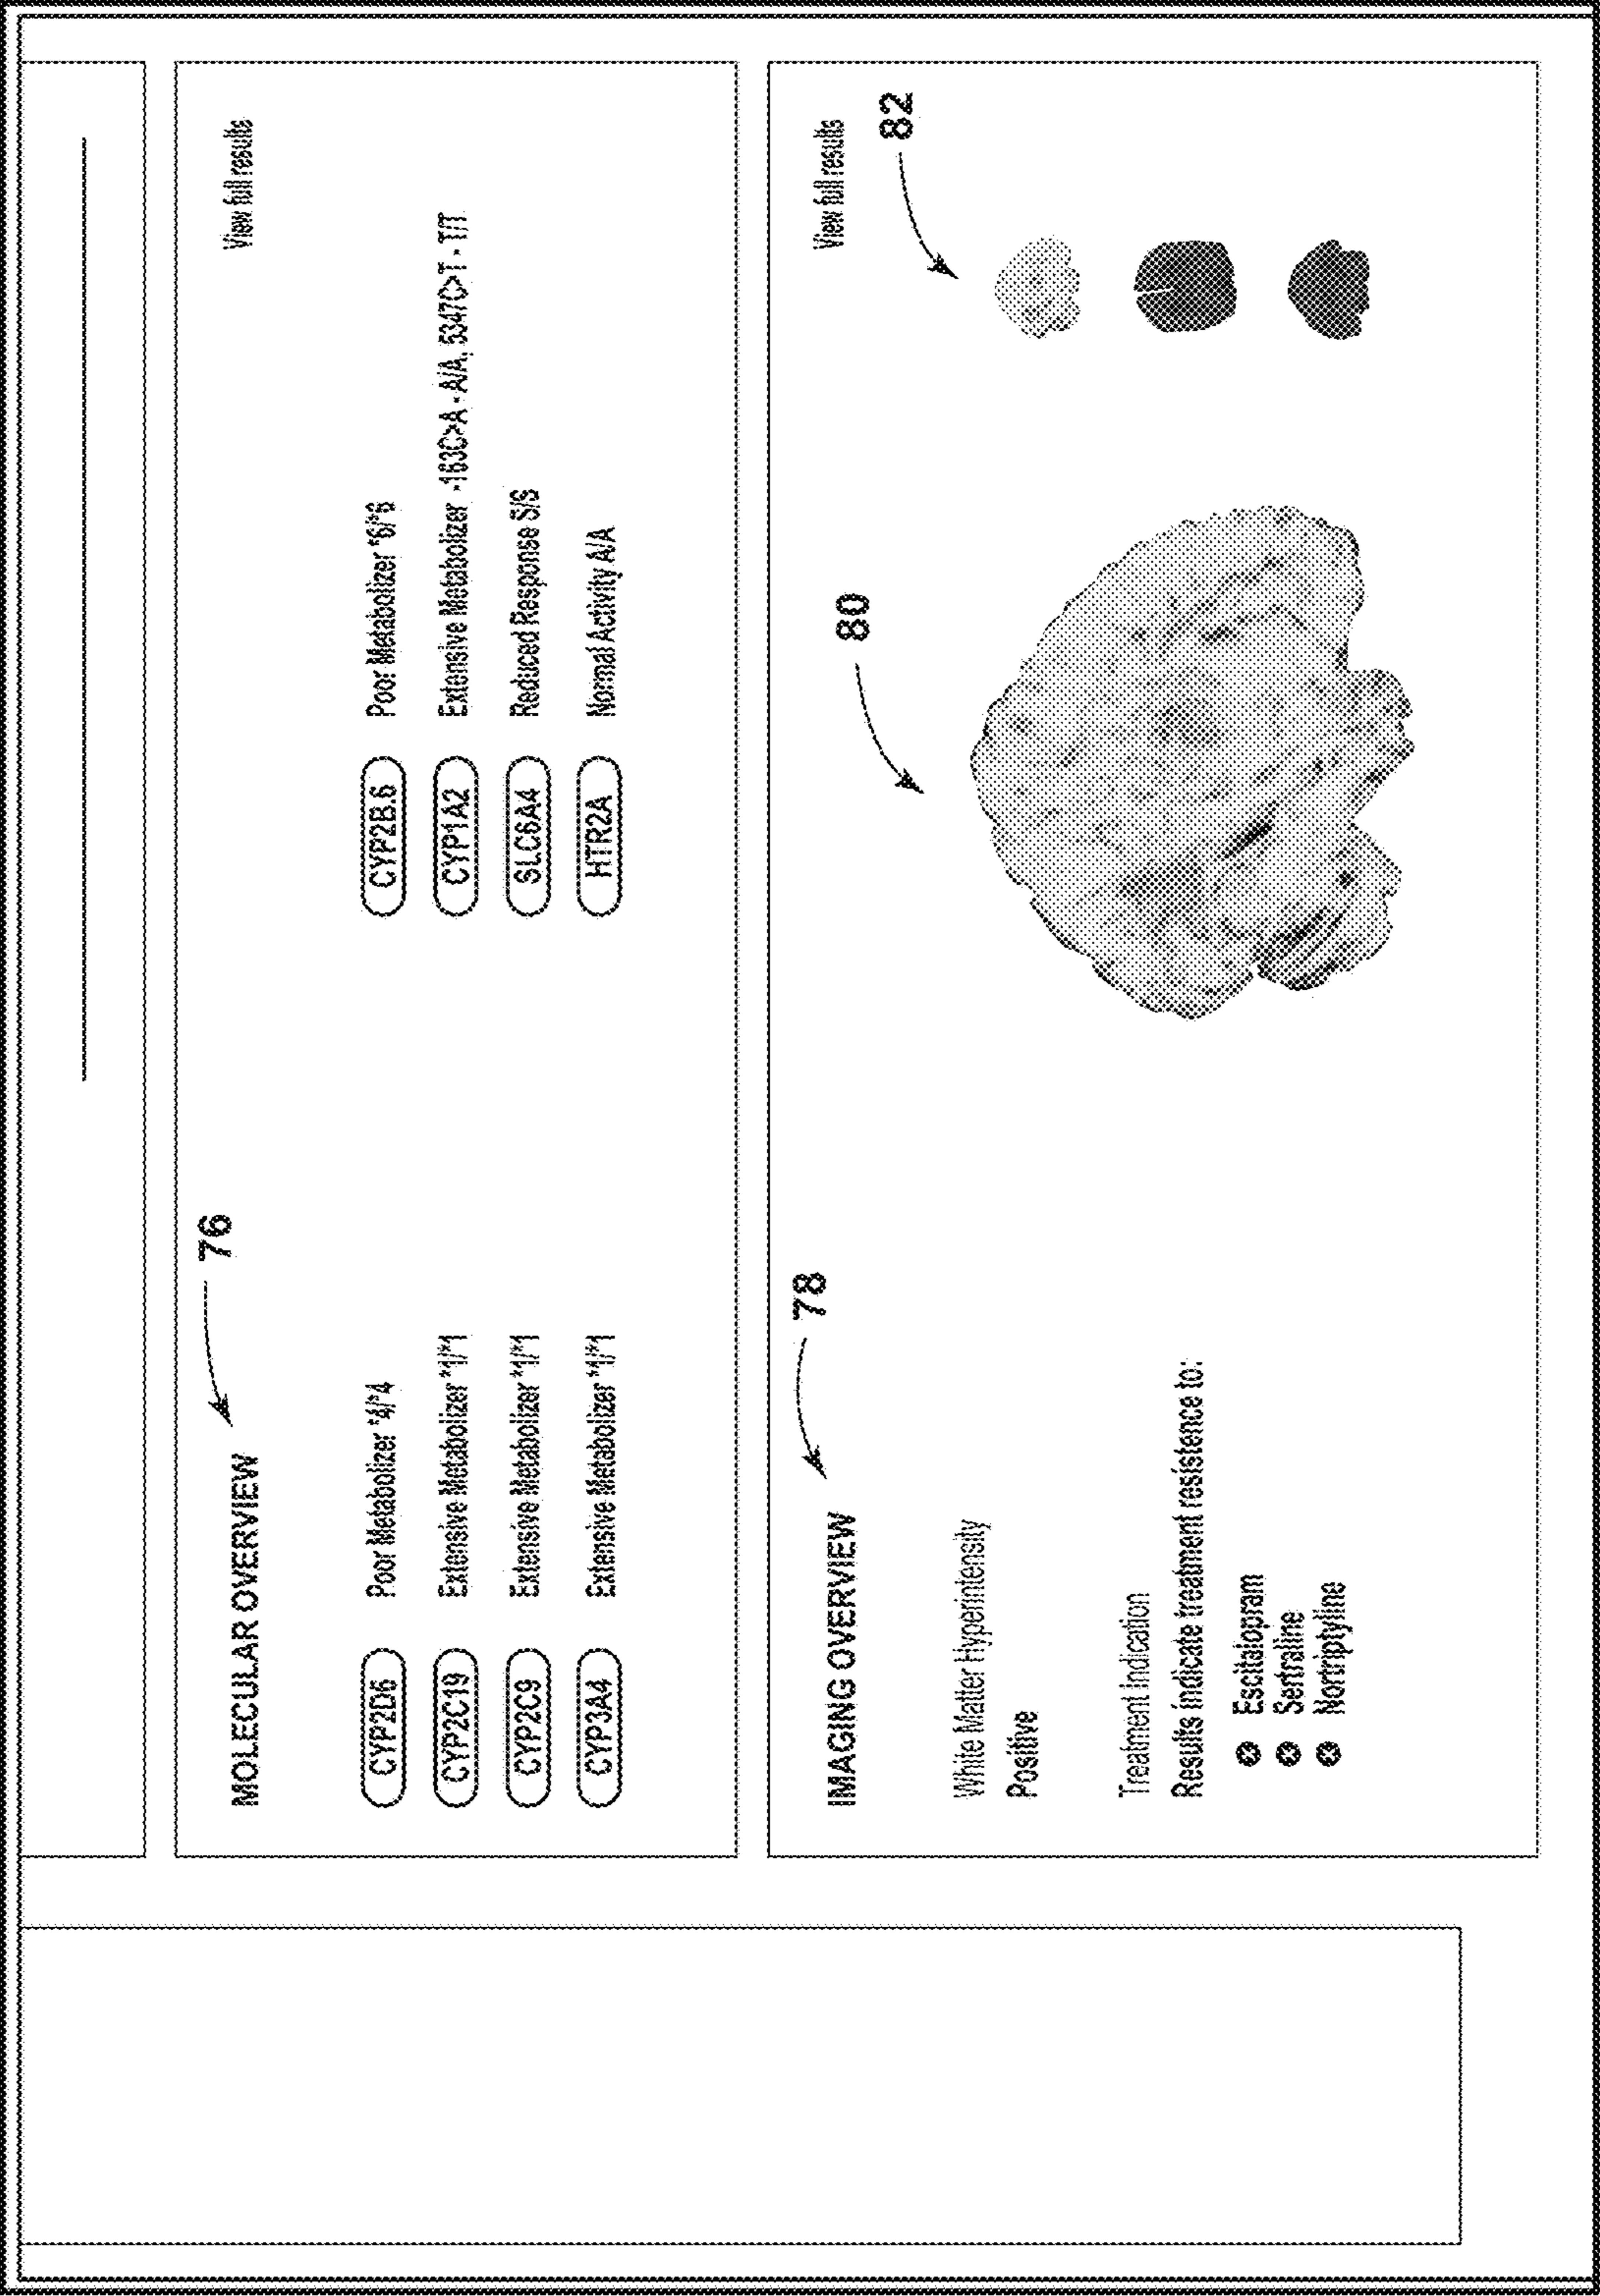 76
MOLECULAR OVERVIEW
View full results
CYP2D6 Poor Metabolizer *4/*4
CYP2C19 Extensive Metabolizer *1/*1
CYP2C9 Extensive Metabolizer *1/*1
CYP3A4 Extensive Metabolizer *1/*1
CYP2B.6 Poor Metabolizer *6/*6
CYP1A2 Extensive Metabolizer -163C>A - A/A, 5347C>T - T/T
SLC6A4 Reduced Response S/S
HTR2A Normal Activity A/A
78
IMAGING OVERVIEW
View full results
White Matter Hyperintensity
Positive
Treatment Indication
Results indicate treatment resistence to:
Escitalopram
Sertraline
Nortriptyline
80
82